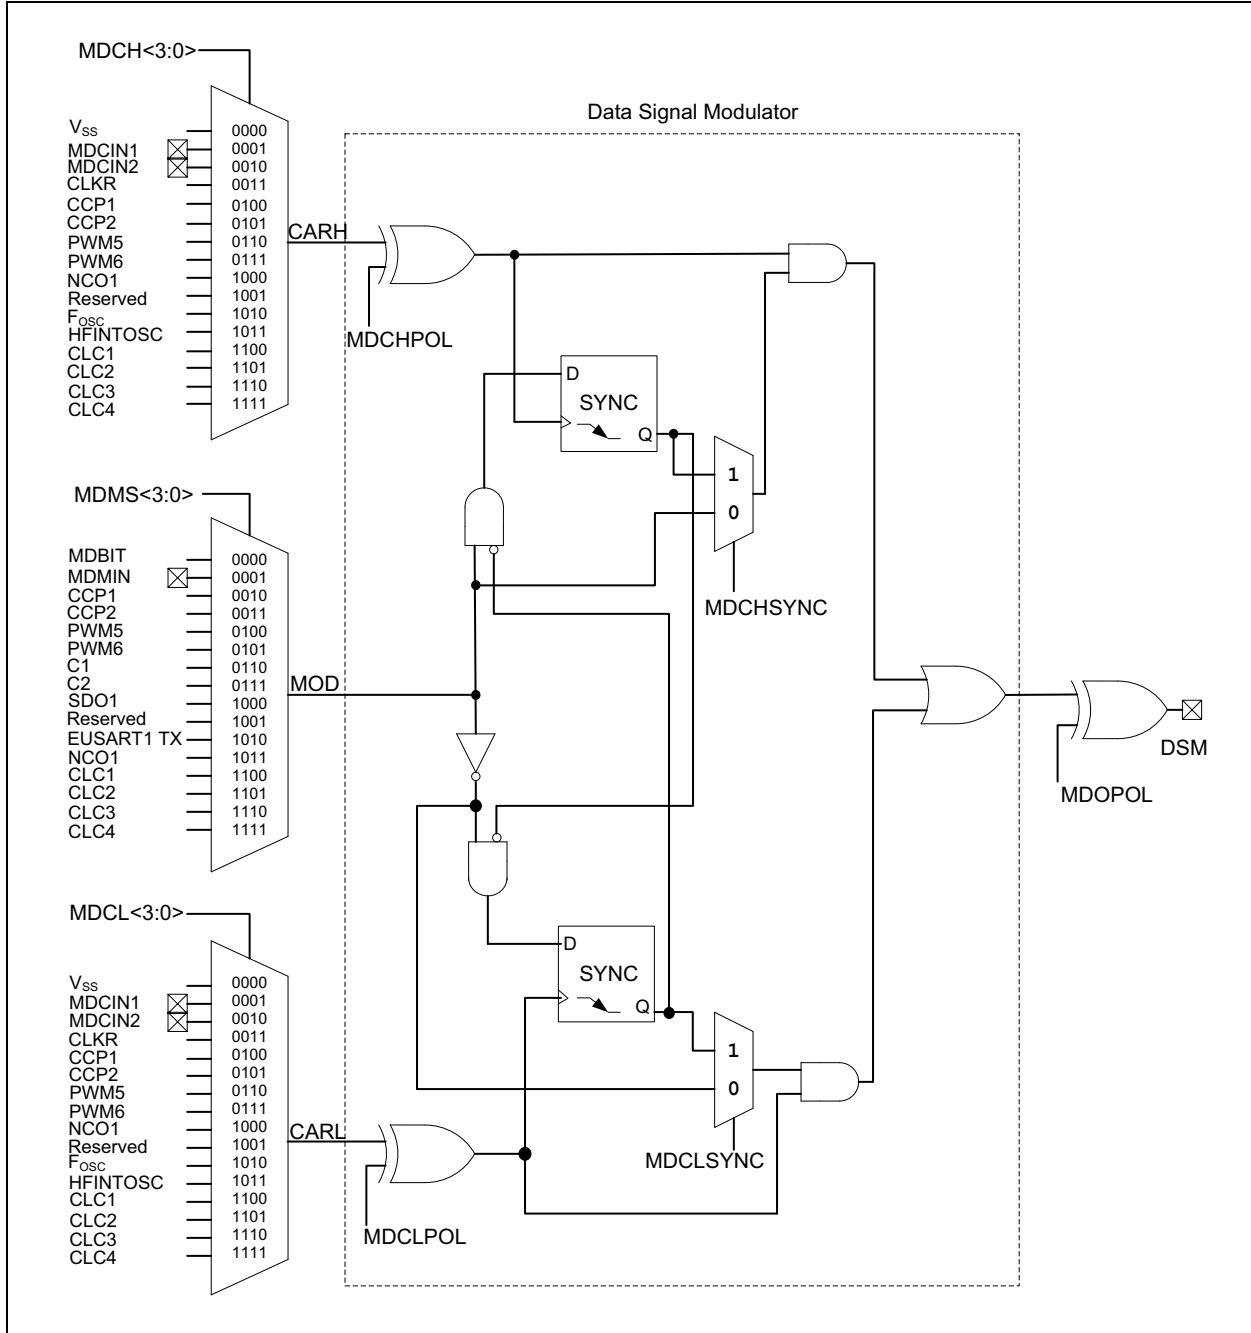 MDCH<3:0>
Data Signal Modulator
VSS 0000
MDCIN1 0001
MDCIN2 0010
CLKR 0011
CCP1 0100
CCP2 0101
PWM5 0110
PWM6 0111
NCO1 1000
Reserved 1001
FOSC 1010
HFINTOSC 1011
CLC1 1100
CLC2 1101
CLC3 1110
CLC4 1111
CARH
MDCHPOL
D
SYNC
Q
1
0
MDCHSYNC
MDMS<3:0>
MDBIT 0000
MDMIN 0001
CCP1 0010
CCP2 0011
PWM5 0100
PWM6 0101
C1 0110
C2 0111
SDO1 1000
Reserved 1001
EUSART1 TX 1010
NCO1 1011
CLC1 1100
CLC2 1101
CLC3 1110
CLC4 1111
MOD
DSM
MDOPOL
MDCL<3:0>
VSS 0000
MDCIN1 0001
MDCIN2 0010
CLKR 0011
CCP1 0100
CCP2 0101
PWM5 0110
PWM6 0111
NCO1 1000
Reserved 1001
FOSC 1010
HFINTOSC 1011
CLC1 1100
CLC2 1101
CLC3 1110
CLC4 1111
CARL
MDCLPOL
D
SYNC
Q
1
0
MDCLSYNC